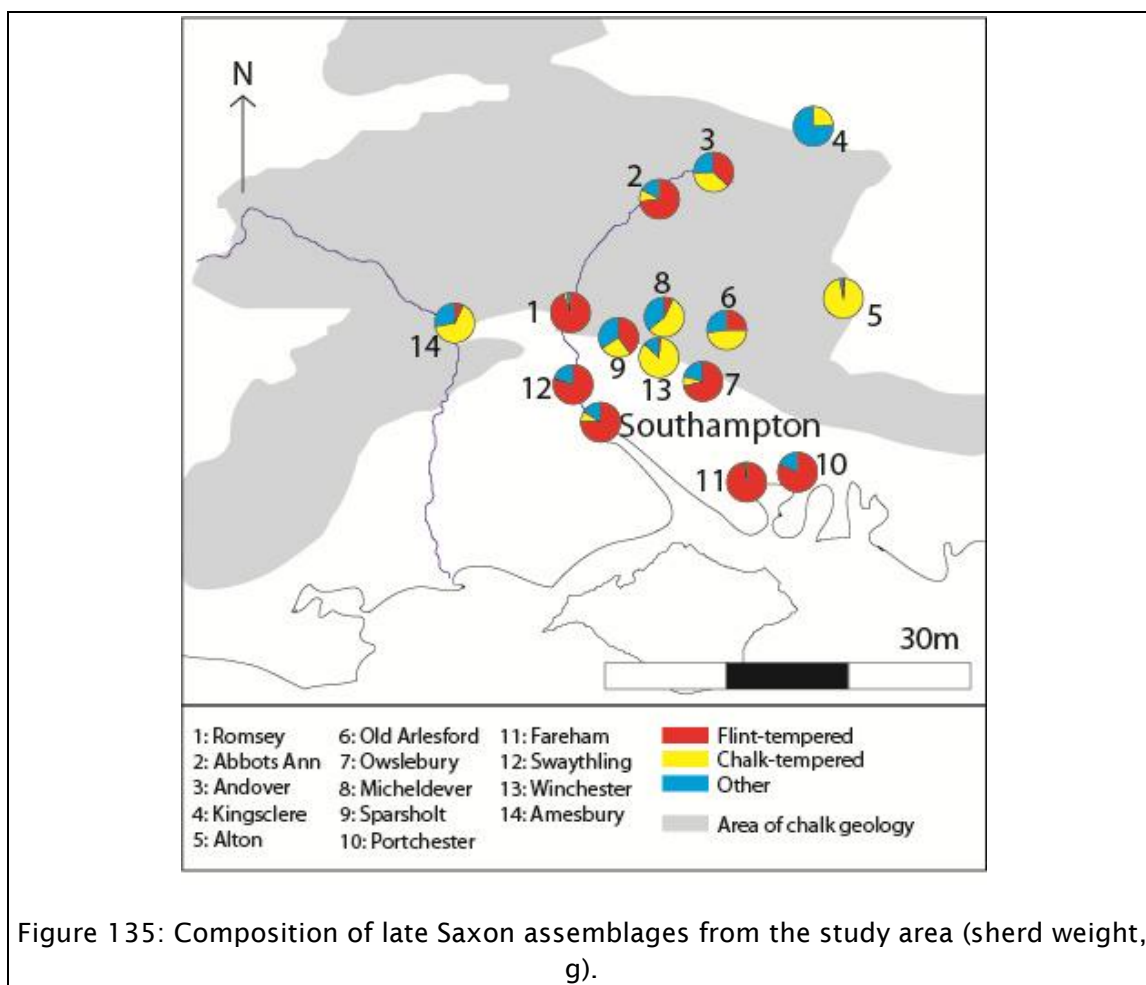 N
3
4
2
8
6
5
1
14
9
13
7
12
Southampton
11
10
30m
1: Romsey
2: Abbots Ann
3: Andover
4: Kingsclere
5: Alton
6: Old Arlesford
7: Owslebury
8: Micheldever
9: Sparsholt
10: Portchester
11: Fareham
12: Swaythling
13: Winchester
14: Amesbury
Flint-tempered
Chalk-tempered
Other
Area of chalk geology
Figure 135: Composition of late Saxon assemblages from the study area (sherd weight,
g).